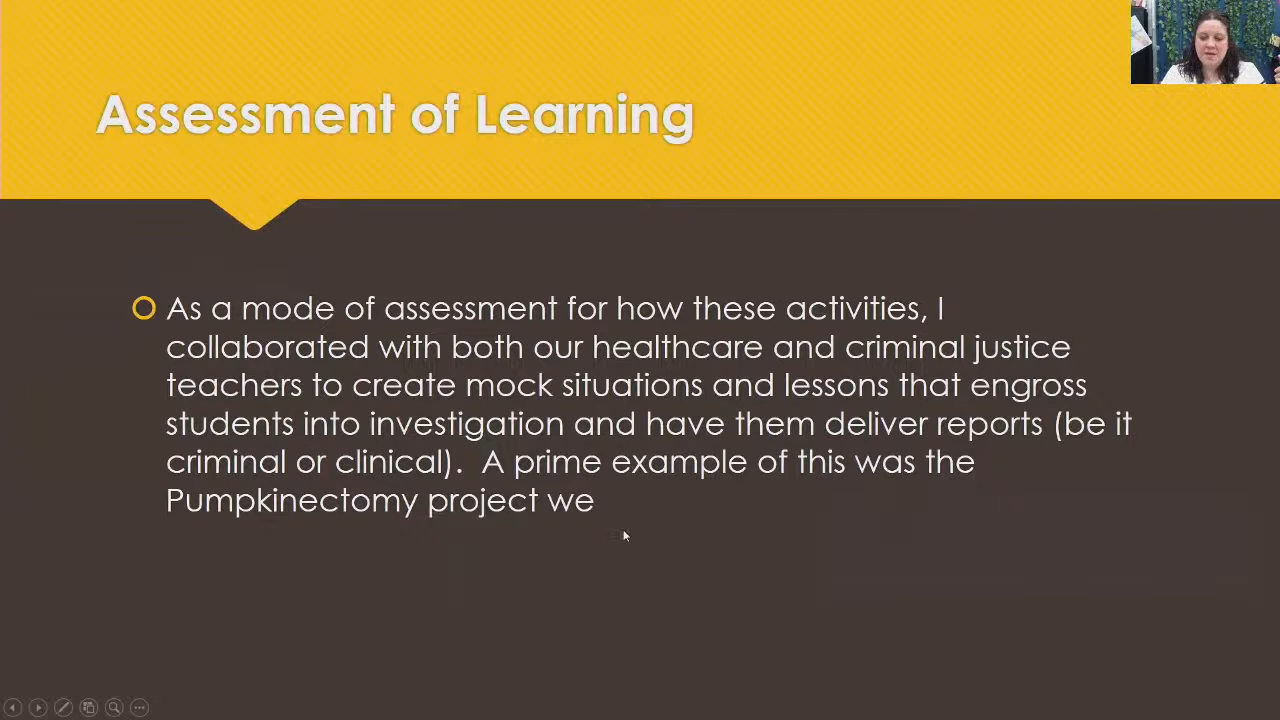 Assessment of Learning
As a mode of assessment for how these activities, I
collaborated with both our healthcare and criminal justice
teachers to create mock situations and lessons that engross
students into investigation and have them deliver reports (be it
criminal or clinical).  A prime example of this was the
Pumpkinectomy project we